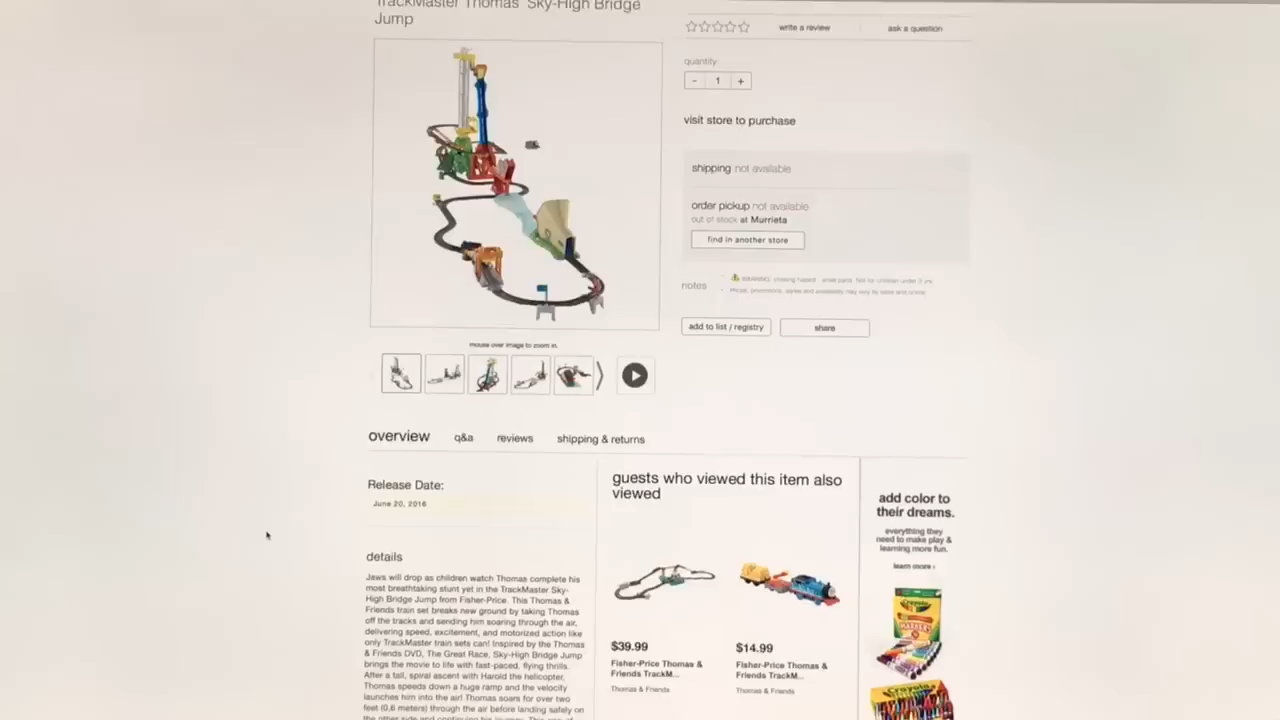 TrackMaster Thomas' Sky-High Bridge
Jump
write a review
ask a question
quantity
- 1 +
visit store to purchase
shipping not available
order pickup not available
out of stock at Murrieta
find in another store
notes
WARNING: choking hazard - small parts. Not for children under 3 yrs.
Prices, promotions, styles and availability may vary by store and online.
add to list / registry
share
mouse over image to zoom in.
overview
q&a
reviews
shipping & returns
Release Date:
June 20, 2016
details
Jaws will drop as children watch Thomas complete his
most breathtaking stunt yet in the TrackMaster Sky-
High Bridge Jump from Fisher-Price. This Thomas &
Friends train set breaks new ground by taking Thomas
off the tracks and sending him soaring through the air,
delivering speed, excitement, and motorized action like
only TrackMaster train sets can! Inspired by the Thomas
& Friends DVD, The Great Race, Sky-High Bridge Jump
brings the movie to life with fast-paced, flying thrills.
After a tall, spiral ascent with Harold the helicopter,
Thomas speeds down a huge ramp and the velocity
launches him into the air! Thomas soars for over two
feet (0,6 meters) through the air before landing safely on
the other side and continuing his journey. This one of
guests who viewed this item also
viewed
$39.99
Fisher-Price Thomas &
Friends TrackM...
Thomas & Friends
$14.99
Fisher-Price Thomas &
Friends TrackM...
Thomas & Friends
add color to
their dreams.
everything they
need to make play &
learning more fun.
learn more ›
Crayola
MARKERS
Crayola